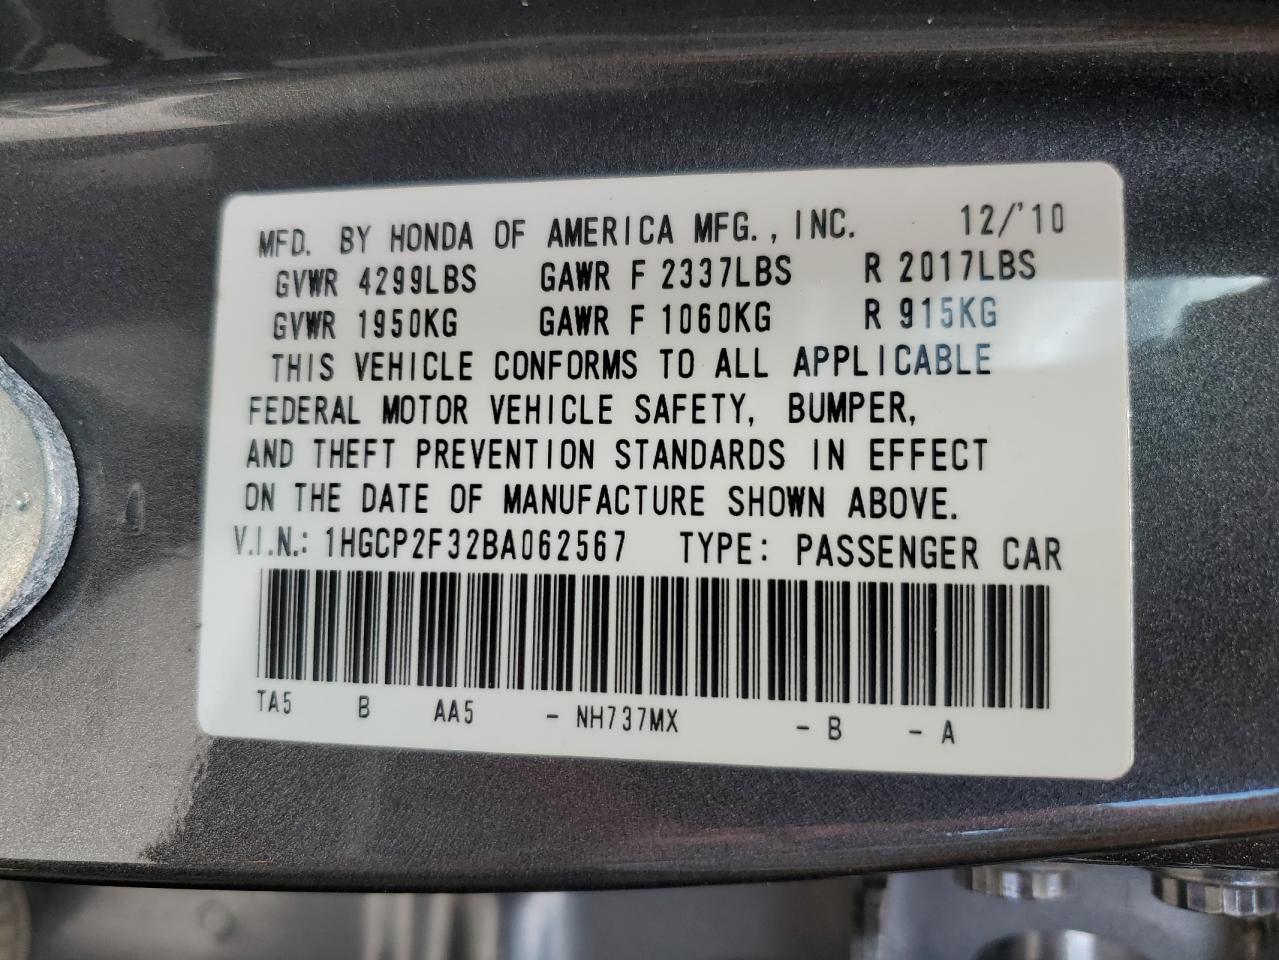 MFD. BY HONDA OF AMERICA MFG., INC. 12/'10
GVWR 4299LBS GAWR F 2337LBS R 2017LBS
GVWR 1950KG GAWR F 1060KG R 915KG
THIS VEHICLE CONFORMS TO ALL APPLICABLE
FEDERAL MOTOR VEHICLE SAFETY, BUMPER,
AND THEFT PREVENTION STANDARDS IN EFFECT
ON THE DATE OF MANUFACTURE SHOWN ABOVE.
V.I.N.: 1HGCP2F32BA062567 TYPE: PASSENGER CAR
TA5 B AA5 - NH737MX - B - A